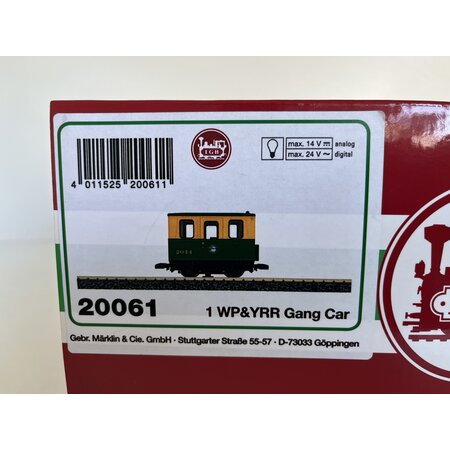 4 011525 200611
LGB
max. 14 V ⎓ analog
max. 24 V ~ digital
2044
20061 1 WP&YRR Gang Car
Gebr. Märklin & Cie. GmbH · Stuttgarter Straße 55-57 · D-73033 Göppingen